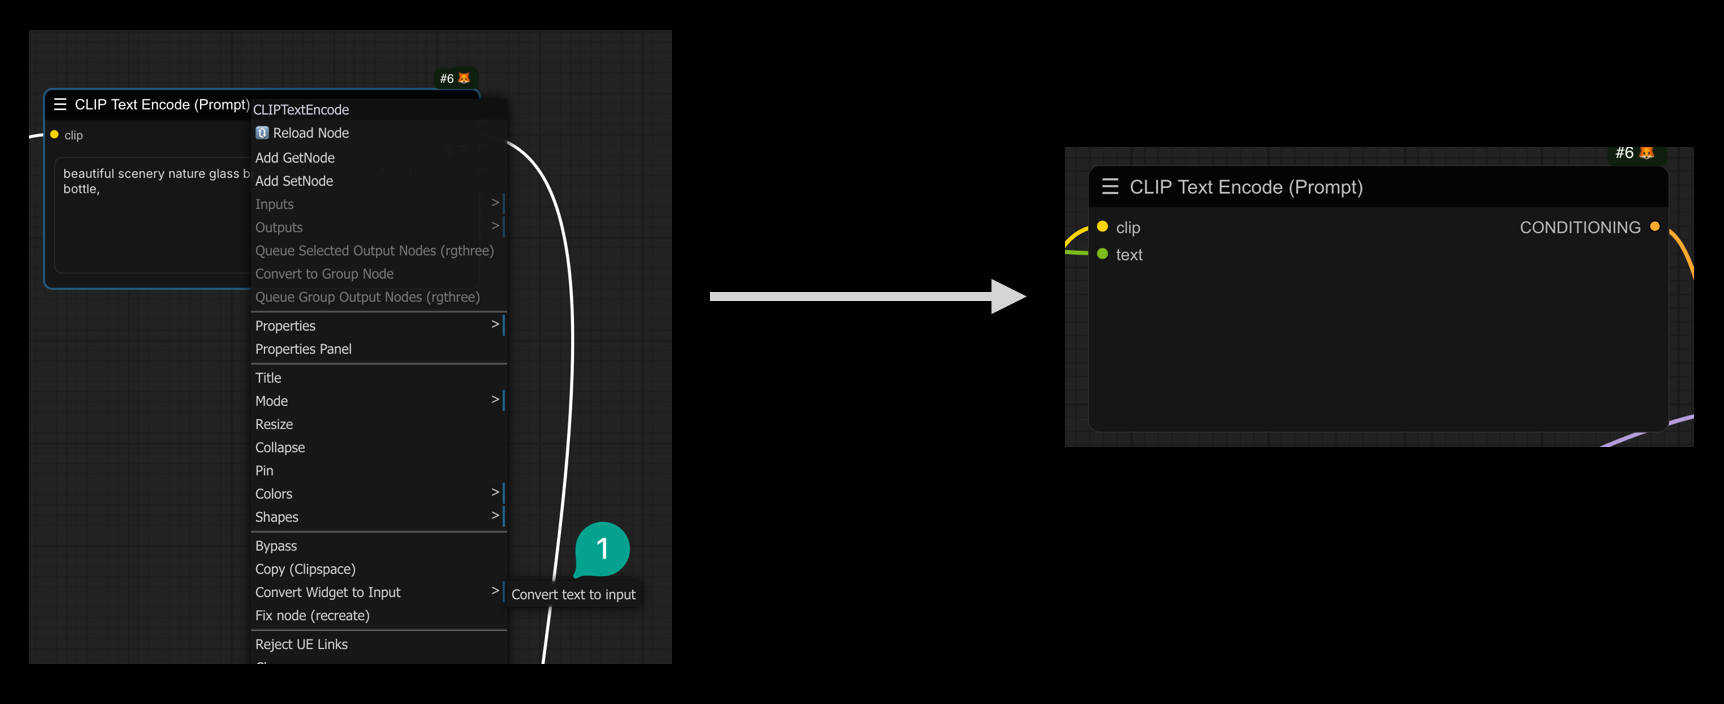 #6
CLIP Text Encode (Prompt)
clip
beautiful scenery nature glass b
bottle,
CLIPTextEncode
Reload Node
Add GetNode
Add SetNode
Inputs >
Outputs >
Queue Selected Output Nodes (rgthree)
Convert to Group Node
Queue Group Output Nodes (rgthree)
Properties >
Properties Panel
Title
Mode >
Resize
Collapse
Pin
Colors >
Shapes >
Bypass
Copy (Clipspace)
Convert Widget to Input >
Fix node (recreate)
Reject UE Links
1
Convert text to input
#6
CLIP Text Encode (Prompt)
clip
CONDITIONING
text